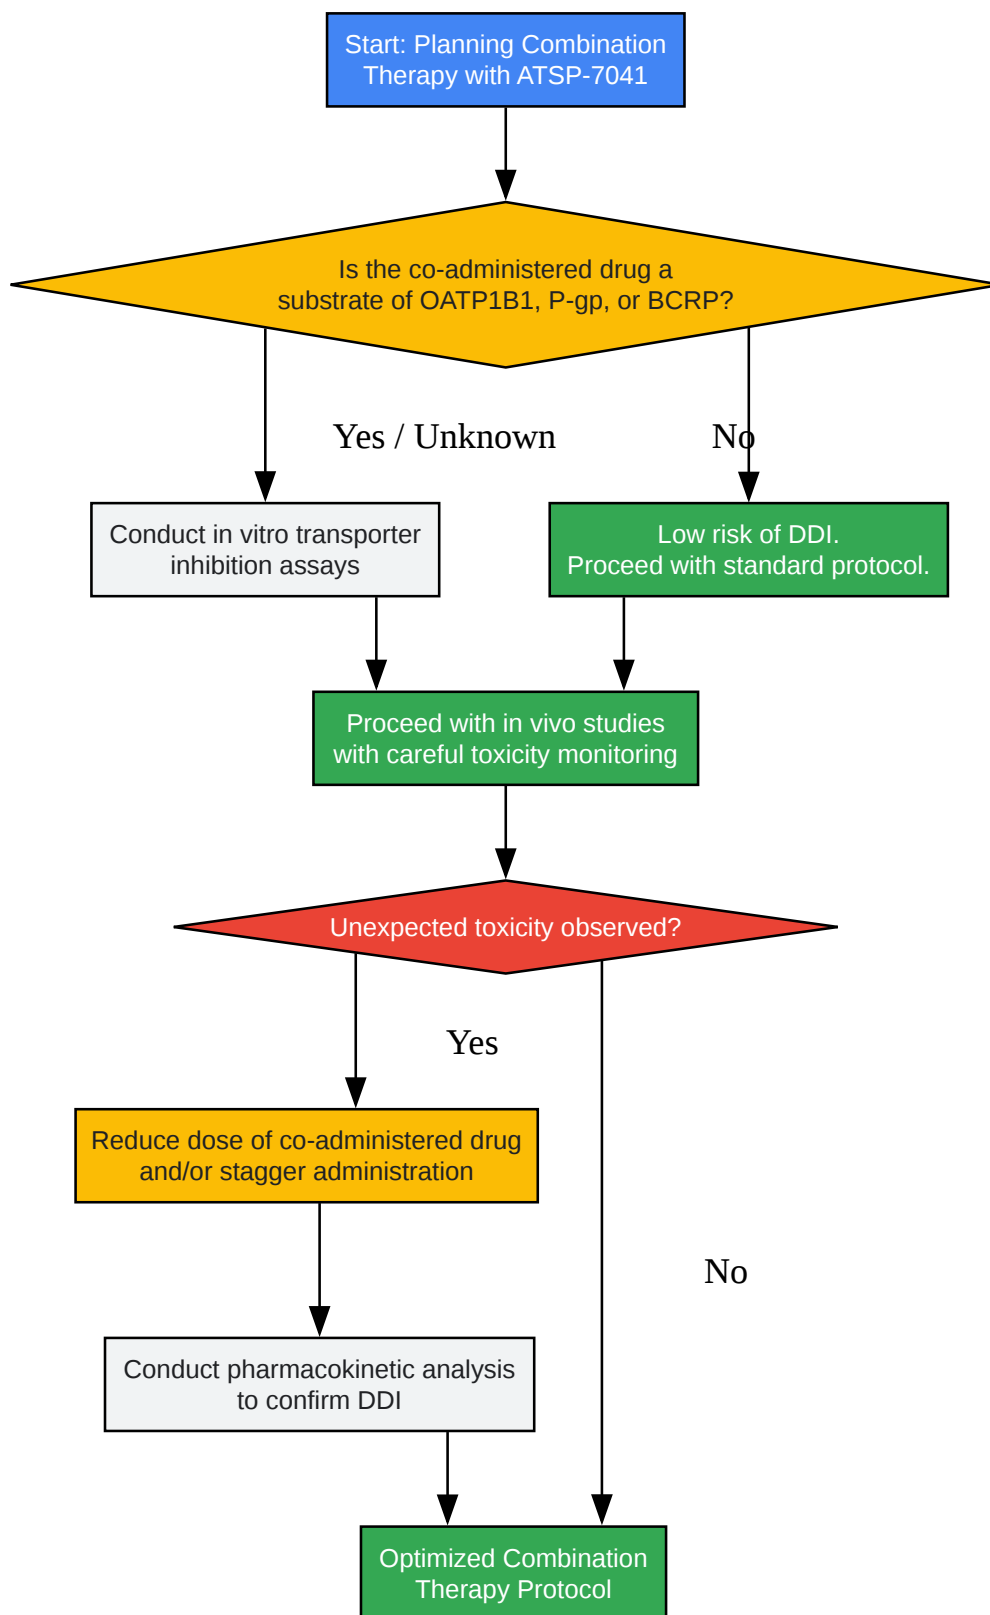 Start: Planning Combination
Therapy with ATSP-7041
Is the co-administered drug a
substrate of OATP1B1, P-gp, or BCRP?
Yes / Unknown
No
Conduct in vitro transporter
inhibition assays
Low risk of DDI.
Proceed with standard protocol.
Proceed with in vivo studies
with careful toxicity monitoring
Unexpected toxicity observed?
Yes
Reduce dose of co-administered drug
and/or stagger administration
No
Conduct pharmacokinetic analysis
to confirm DDI
Optimized Combination
Therapy Protocol